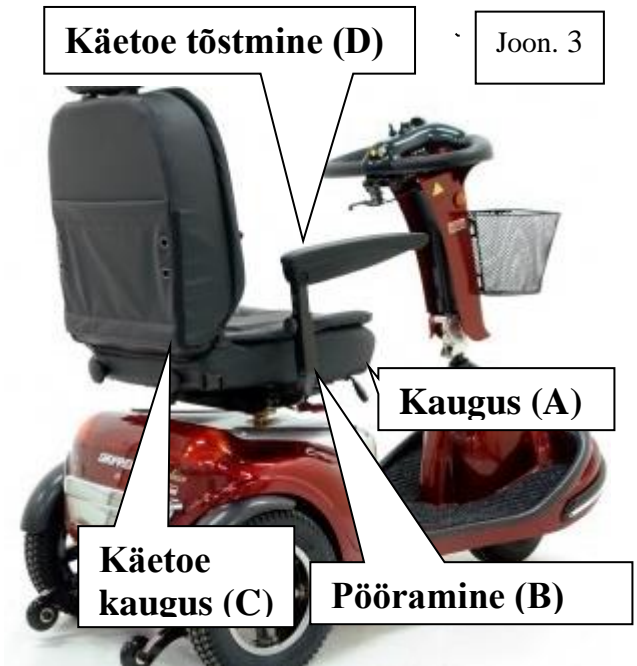 Käetoe tõstmine (D)
Joon. 3
Kaugus (A)
Käetoe
kaugus (C)
Pööramine (B)